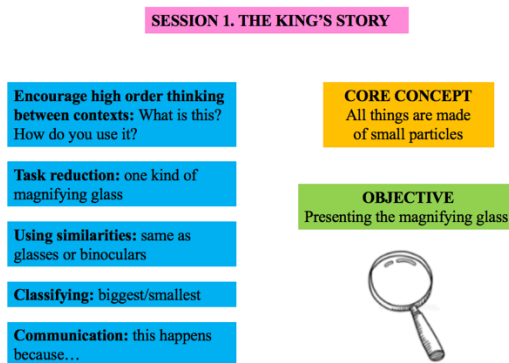 SESSION 1. THE KING’S STORY
Encourage high order thinking
between contexts: What is this?
How do you use it?
Task reduction: one kind of
magnifying glass
Using similarities: same as
glasses or binoculars
Classifying: biggest/smallest
Communication: this happens
because…
CORE CONCEPT
All things are made
of small particles
OBJECTIVE
Presenting the magnifying glass